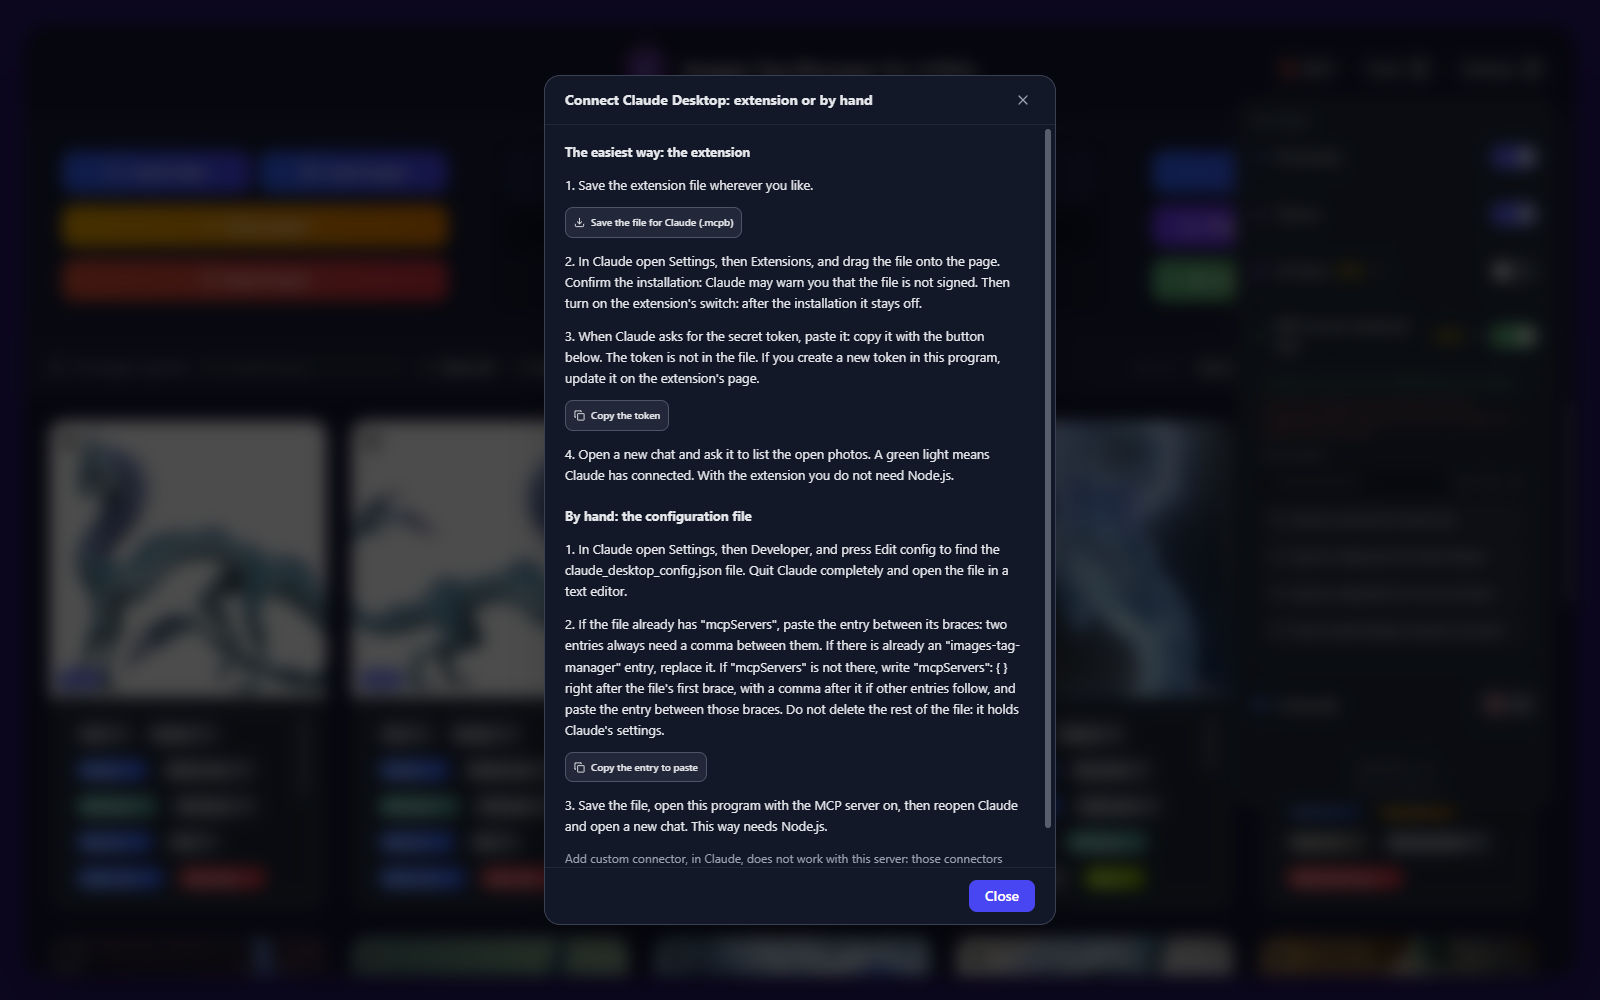 Connect Claude Desktop: extension or by hand
The easiest way: the extension
1. Save the extension file wherever you like.
Save the file for Claude (.mcpb)
2. In Claude open Settings, then Extensions, and drag the file onto the page.
Confirm the installation: Claude may warn you that the file is not signed. Then
turn on the extension's switch: after the installation it stays off.
3. When Claude asks for the secret token, paste it: copy it with the button
below. The token is not in the file. If you create a new token in this program,
update it on the extension's page.
Copy the token
4. Open a new chat and ask it to list the open photos. A green light means
Claude has connected. With the extension you do not need Node.js.
By hand: the configuration file
1. In Claude open Settings, then Developer, and press Edit config to find the
claude_desktop_config.json file. Quit Claude completely and open the file in a
text editor.
2. If the file already has "mcpServers", paste the entry between its braces: two
entries always need a comma between them. If there is already an "images-tag-
manager" entry, replace it. If "mcpServers" is not there, write "mcpServers": { }
right after the file's first brace, with a comma after it if other entries follow, and
paste the entry between those braces. Do not delete the rest of the file: it holds
Claude's settings.
Copy the entry to paste
3. Save the file, open this program with the MCP server on, then reopen Claude
and open a new chat. This way needs Node.js.
Add custom connector, in Claude, does not work with this server: those connectors
Close